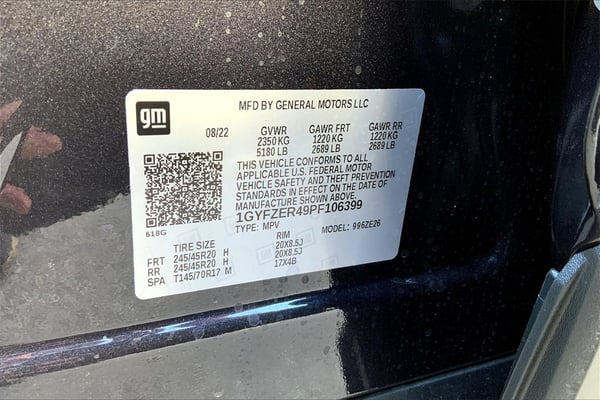 gm
MFD BY GENERAL MOTORS LLC
08/22 GVWR GAWR FRT GAWR RR
2350 KG 1220 KG 1220 KG
5180 LB 2689 LB 2689 LB
THIS VEHICLE CONFORMS TO ALL
APPLICABLE U.S. FEDERAL MOTOR
VEHICLE SAFETY AND THEFT PREVENTION
STANDARDS IN EFFECT ON THE DATE OF
MANUFACTURE SHOWN ABOVE.
1GYFZER49PF106399
618G TYPE: MPV MODEL: 996ZE26
TIRE SIZE RIM
FRT 245/45R20 H 20X8.5J
RR 245/45R20 H 20X8.5J
SPA T145/70R17 M 17X4B